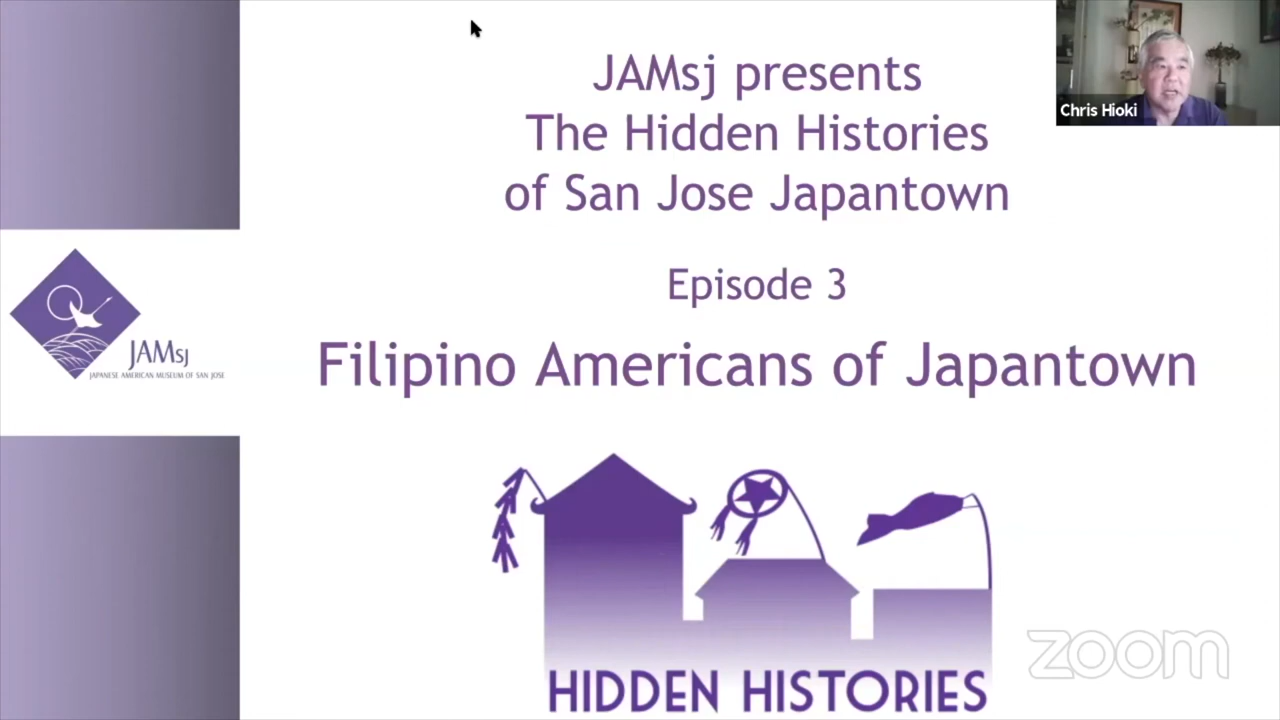 JAMsj presents
The Hidden Histories
of San Jose Japantown
Chris Hioki
Episode 3
Filipino Americans of Japantown
JAMsj
JAPANESE AMERICAN MUSEUM OF SAN JOSE
HIDDEN HISTORIES
zoom